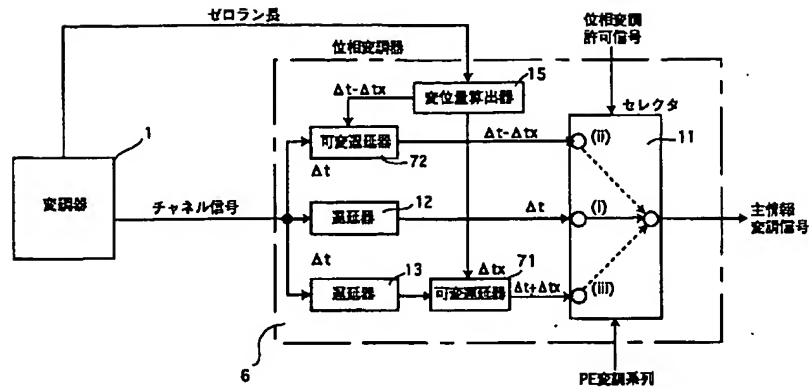 ゼロラン長
位相変調
許可信号
位相変調器
15
Δt-Δtx
変位量算出器
セレクタ
1
可変遅延器
Δt-Δtx
(ii)
11
72
Δt
変調器
チャネル信号
遅延器
Δt
(i)
主情報
変調信号
12
Δt
13
Δtx
71
遅延器
可変遅延器
Δt+Δtx
(iii)
6
PE変調系列